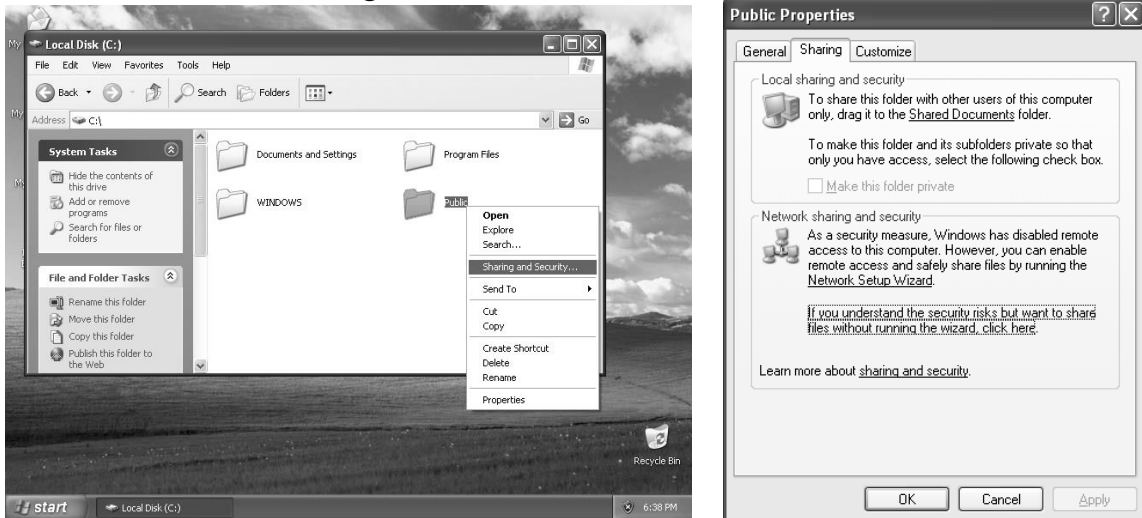 Local Disk (C:)
File Edit View Favorites Tools Help
Back Search Folders
Address C:\ Go
System Tasks
Hide the contents of
this drive
Add or remove
programs
Search for files or
folders
File and Folder Tasks
Rename this folder
Move this folder
Copy this folder
Publish this folder to
the Web
Documents and Settings
Program Files
WINDOWS
Public
Open
Explore
Search...
Sharing and Security...
Send To
Cut
Copy
Create Shortcut
Delete
Rename
Properties
Recycle Bin
start Local Disk (C:) 6:38 PM
Public Properties
General Sharing Customize
Local sharing and security
To share this folder with other users of this computer
only, drag it to the Shared Documents folder.
To make this folder and its subfolders private so that
only you have access, select the following check box.
Make this folder private
Network sharing and security
As a security measure, Windows has disabled remote
access to this computer. However, you can enable
remote access and safely share files by running the
Network Setup Wizard.
If you understand the security risks but want to share
files without running the wizard, click here.
Learn more about sharing and security.
OK Cancel Apply